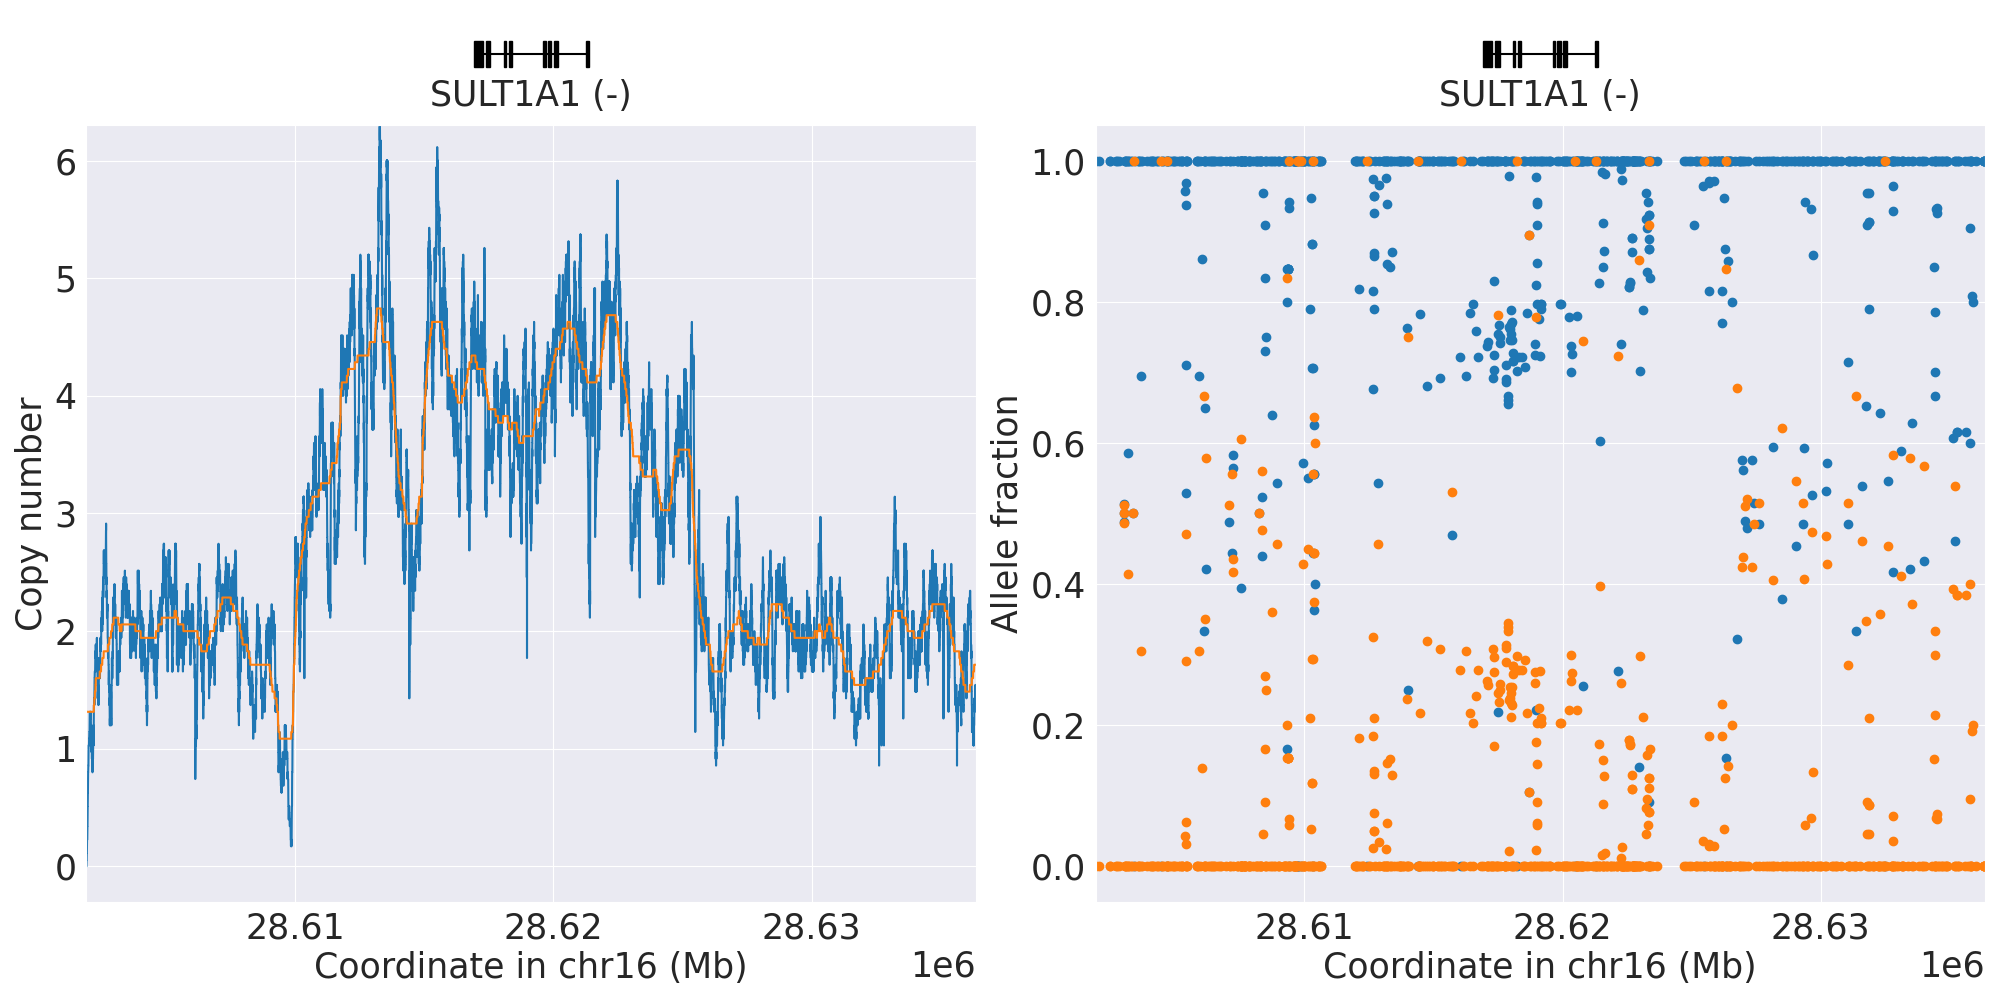 SULT1A1 (-)
Copy number
6
5
4
3
2
1
0
28.61
28.62
28.63
Coordinate in chr16 (Mb)
1e6
SULT1A1 (-)
Allele fraction
1.0
0.8
0.6
0.4
0.2
0.0
28.61
28.62
28.63
Coordinate in chr16 (Mb)
1e6